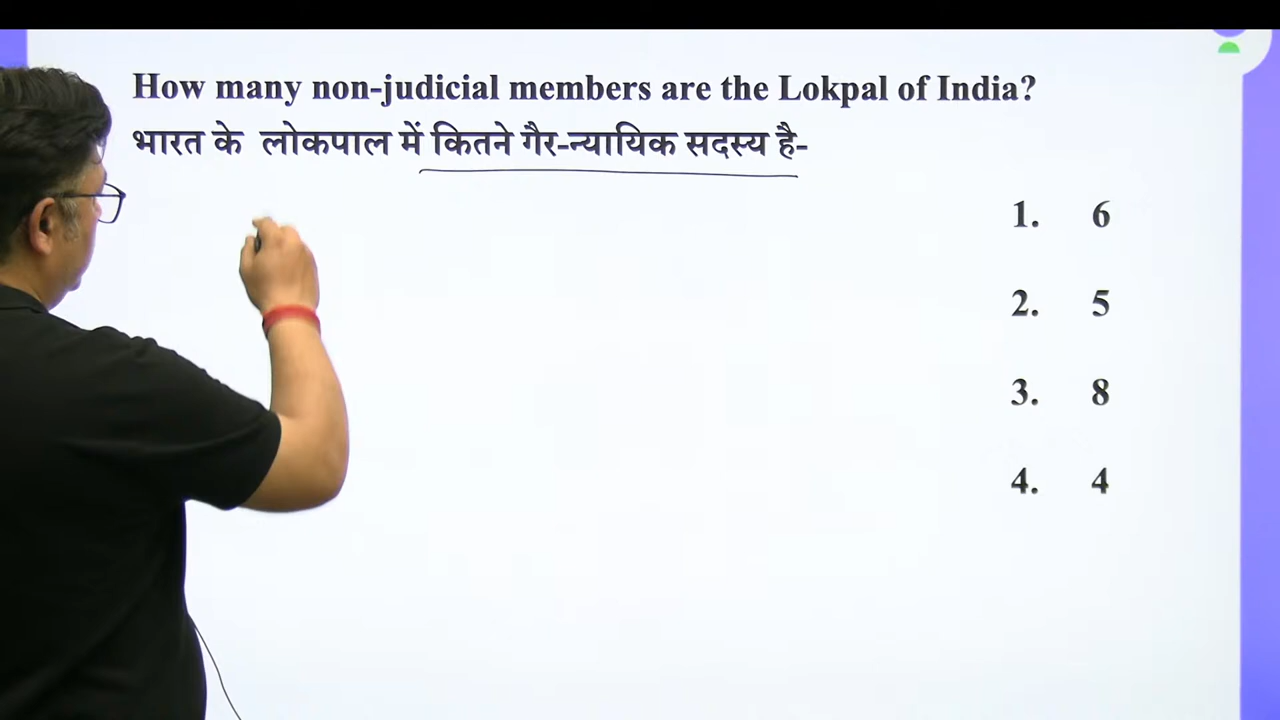 How many non-judicial members are the Lokpal of India?
भारत के लोकपाल में कितने गैर-न्यायिक सदस्य है-
1. 6
2. 5
3. 8
4. 4